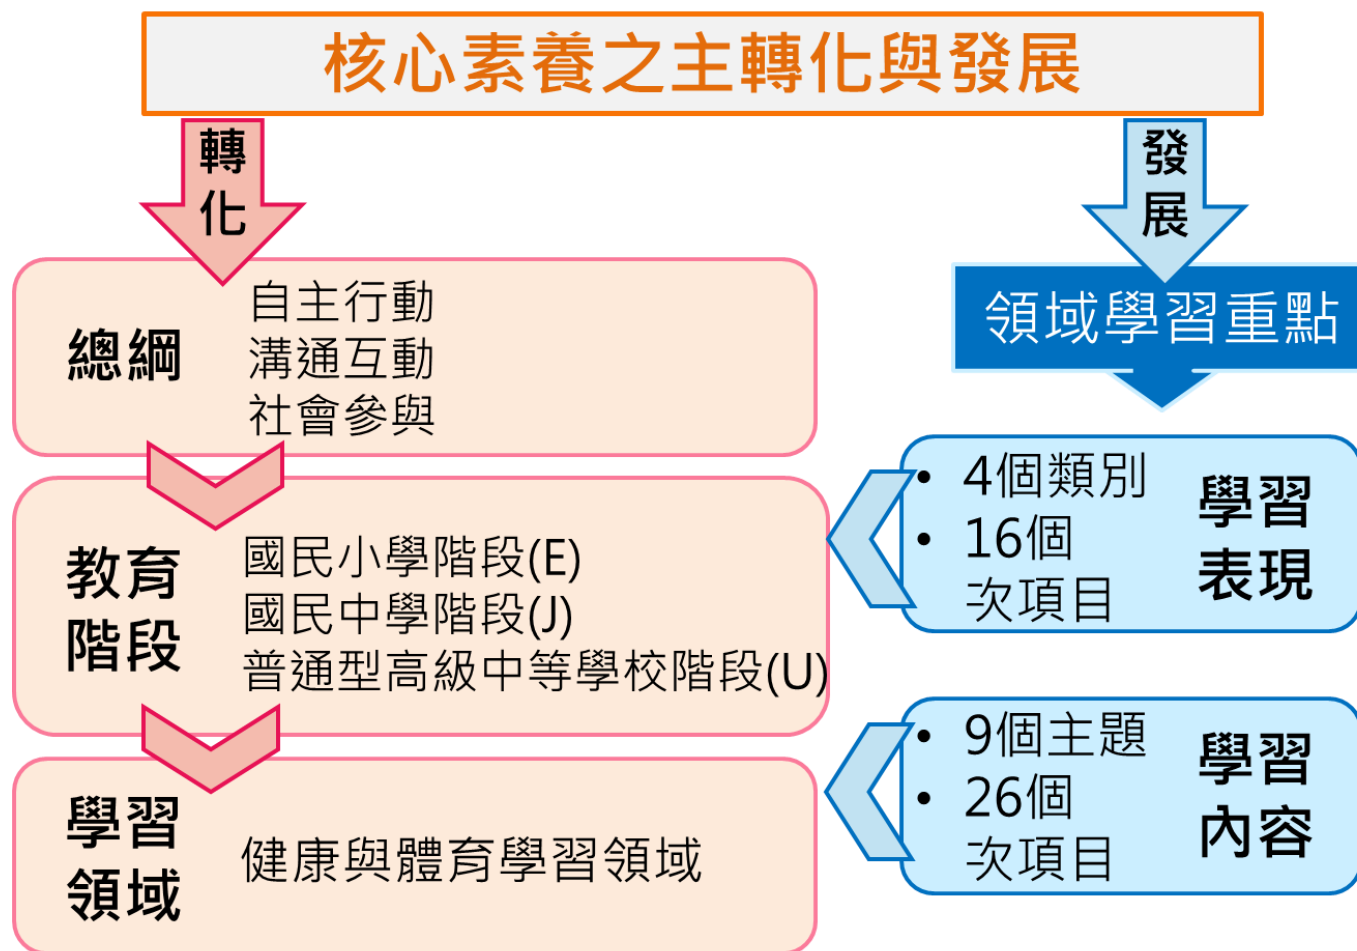 核心素養之主轉化與發展
轉
化
總綱
自主行動
溝通互動
社會參與
教育
階段
國民小學階段(E)
國民中學階段(J)
普通型高級中等學校階段(U)
學習
領域
健康與體育學習領域
發
展
領域學習重點
• 4個類別
• 16個
次項目
學習
表現
• 9個主題
• 26個
次項目
學習
內容